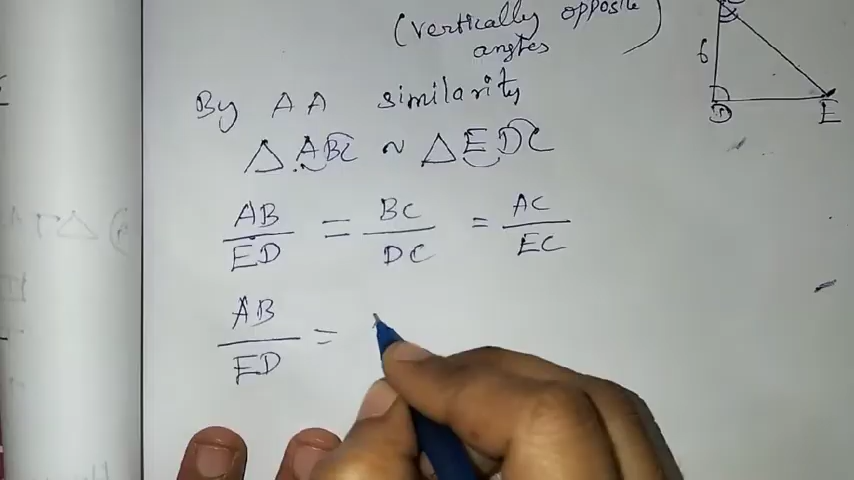 (vertically opposite
angles)
By AA similarity
△ABC ~ △EDC
AB/ED = BC/DC = AC/EC
AB/ED =
6
D E